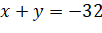 x + y = −32